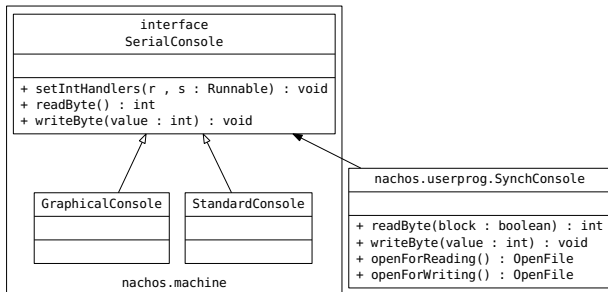 interface
SerialConsole
+ setIntHandlers(r , s : Runnable) : void
+ readByte() : int
+ writeByte(value : int) : void
GraphicalConsole
StandardConsole
nachos.machine
nachos.userprog.SynchConsole
+ readByte(block : boolean) : int
+ writeByte(value : int) : void
+ openForReading() : OpenFile
+ openForWriting() : OpenFile